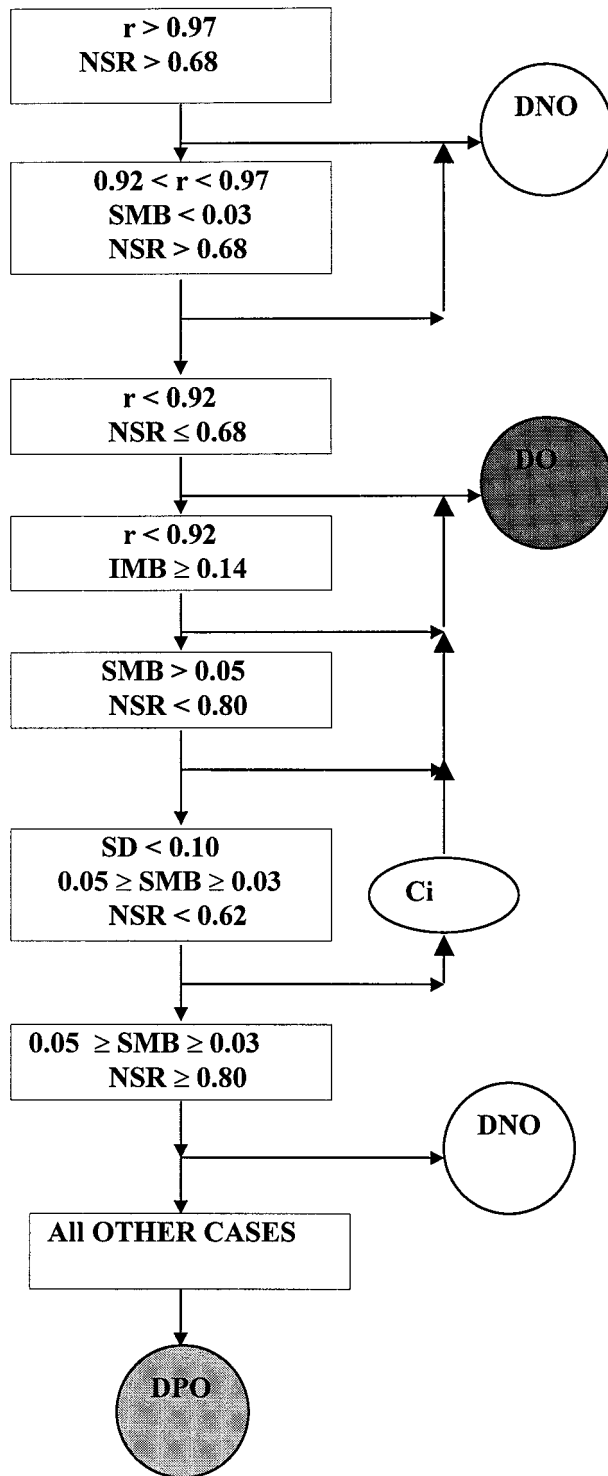 r > 0.97
NSR > 0.68
DNO
0.92 < r < 0.97
SMB < 0.03
NSR > 0.68
r < 0.92
NSR ≤ 0.68
DO
r < 0.92
IMB ≥ 0.14
SMB > 0.05
NSR < 0.80
SD < 0.10
0.05 ≥ SMB ≥ 0.03
NSR < 0.62
Ci
0.05 ≥ SMB ≥ 0.03
NSR ≥ 0.80
DNO
All OTHER CASES
DPO